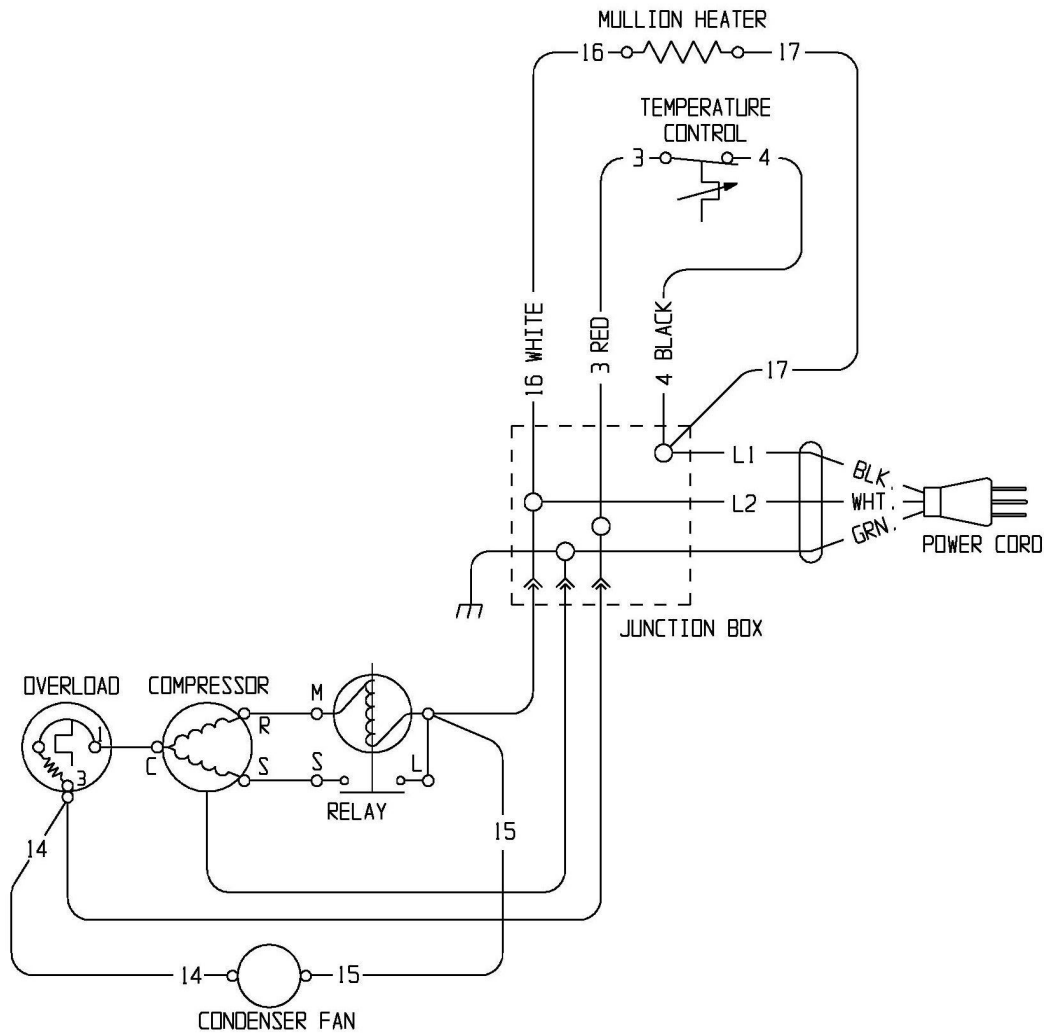 MULLION HEATER
16 17
TEMPERATURE
CONTROL
3 4
16 WHITE
3 RED
4 BLACK
17
L1
BLK.
L2
WHT.
GRN.
POWER CORD
JUNCTION BOX
OVERLOAD COMPRESSOR
M
R
1
C
S S L
3
RELAY
14
15
14 15
CONDENSER FAN